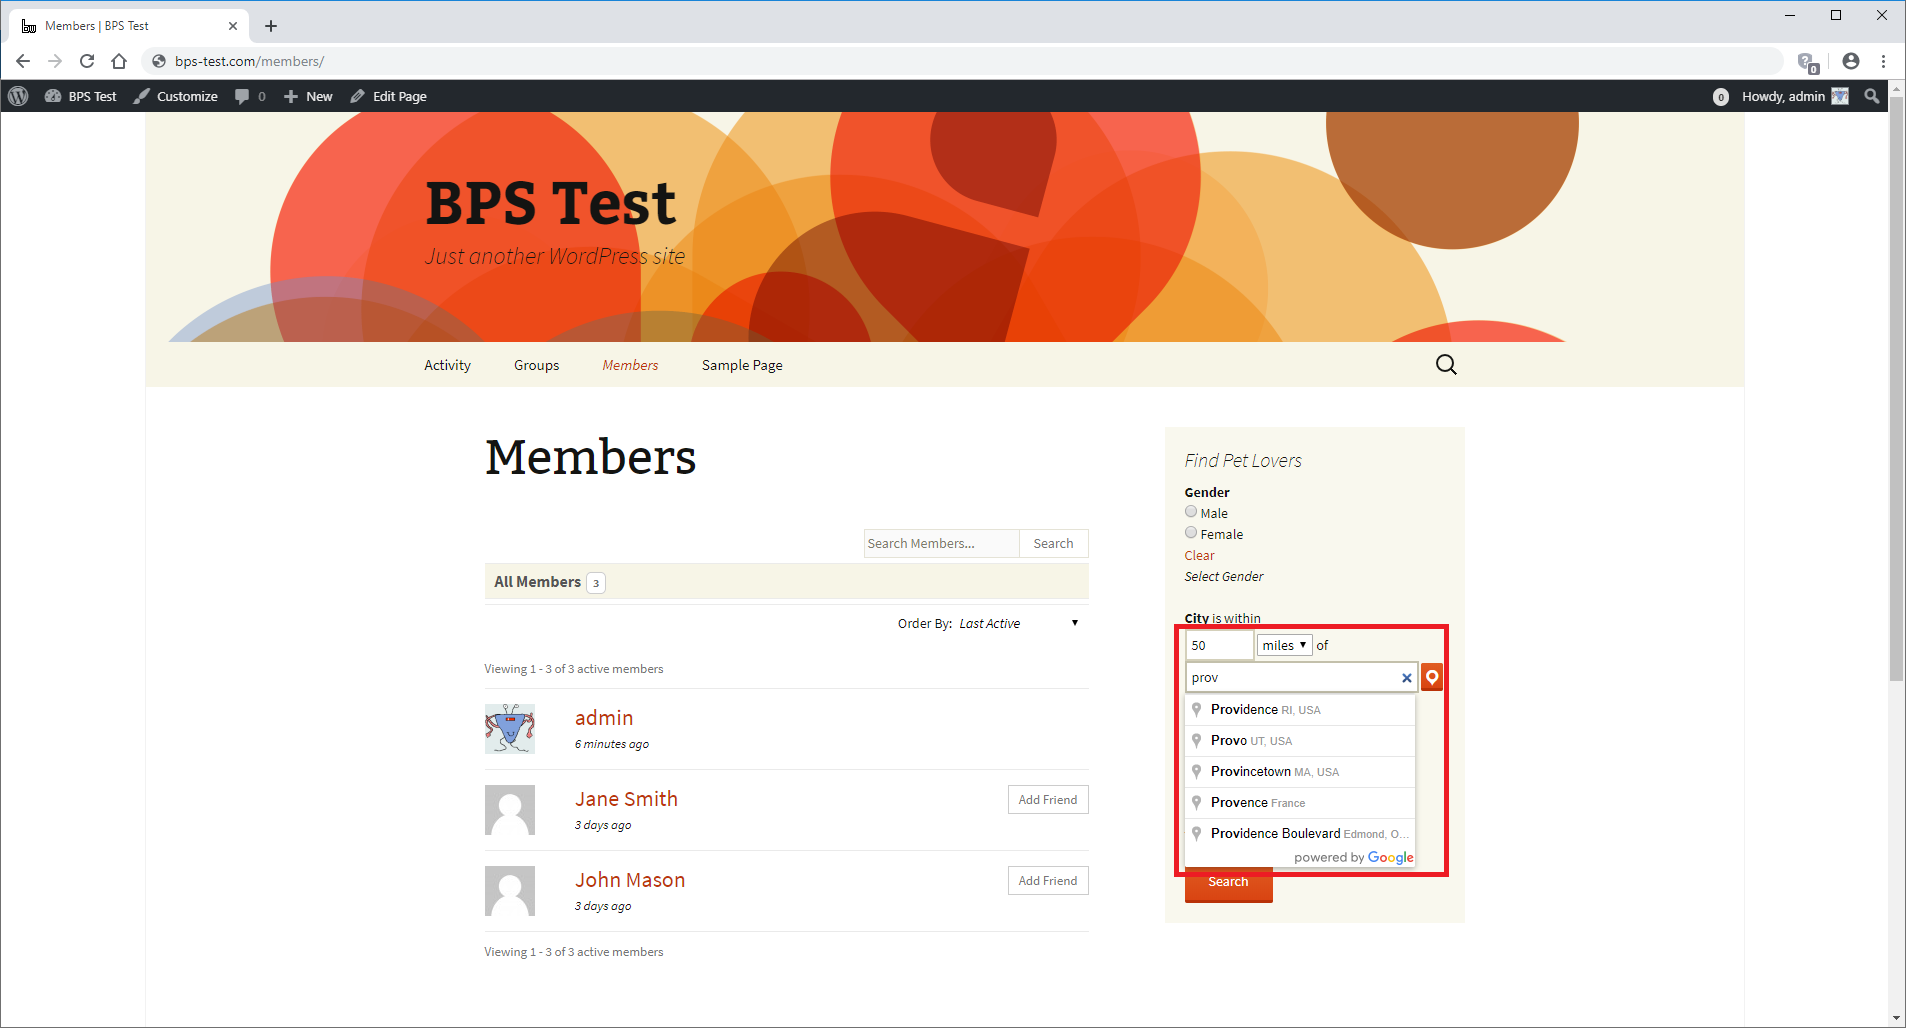 Members | BPS Test
bps-test.com/members/
0
BPS Test Customize 0 New Edit Page
0 Howdy, admin
BPS Test
Just another WordPress site
Activity Groups Members Sample Page
Members
Search Members... Search
All Members 3
Order By: Last Active
Viewing 1 - 3 of 3 active members
admin
6 minutes ago
Jane Smith
3 days ago
Add Friend
John Mason
3 days ago
Add Friend
Viewing 1 - 3 of 3 active members
Find Pet Lovers
Gender
Male
Female
Clear
Select Gender
City is within
50 miles of
prov
Providence RI, USA
Provo UT, USA
Provincetown MA, USA
Provence France
Providence Boulevard Edmond, O...
powered by Google
Search